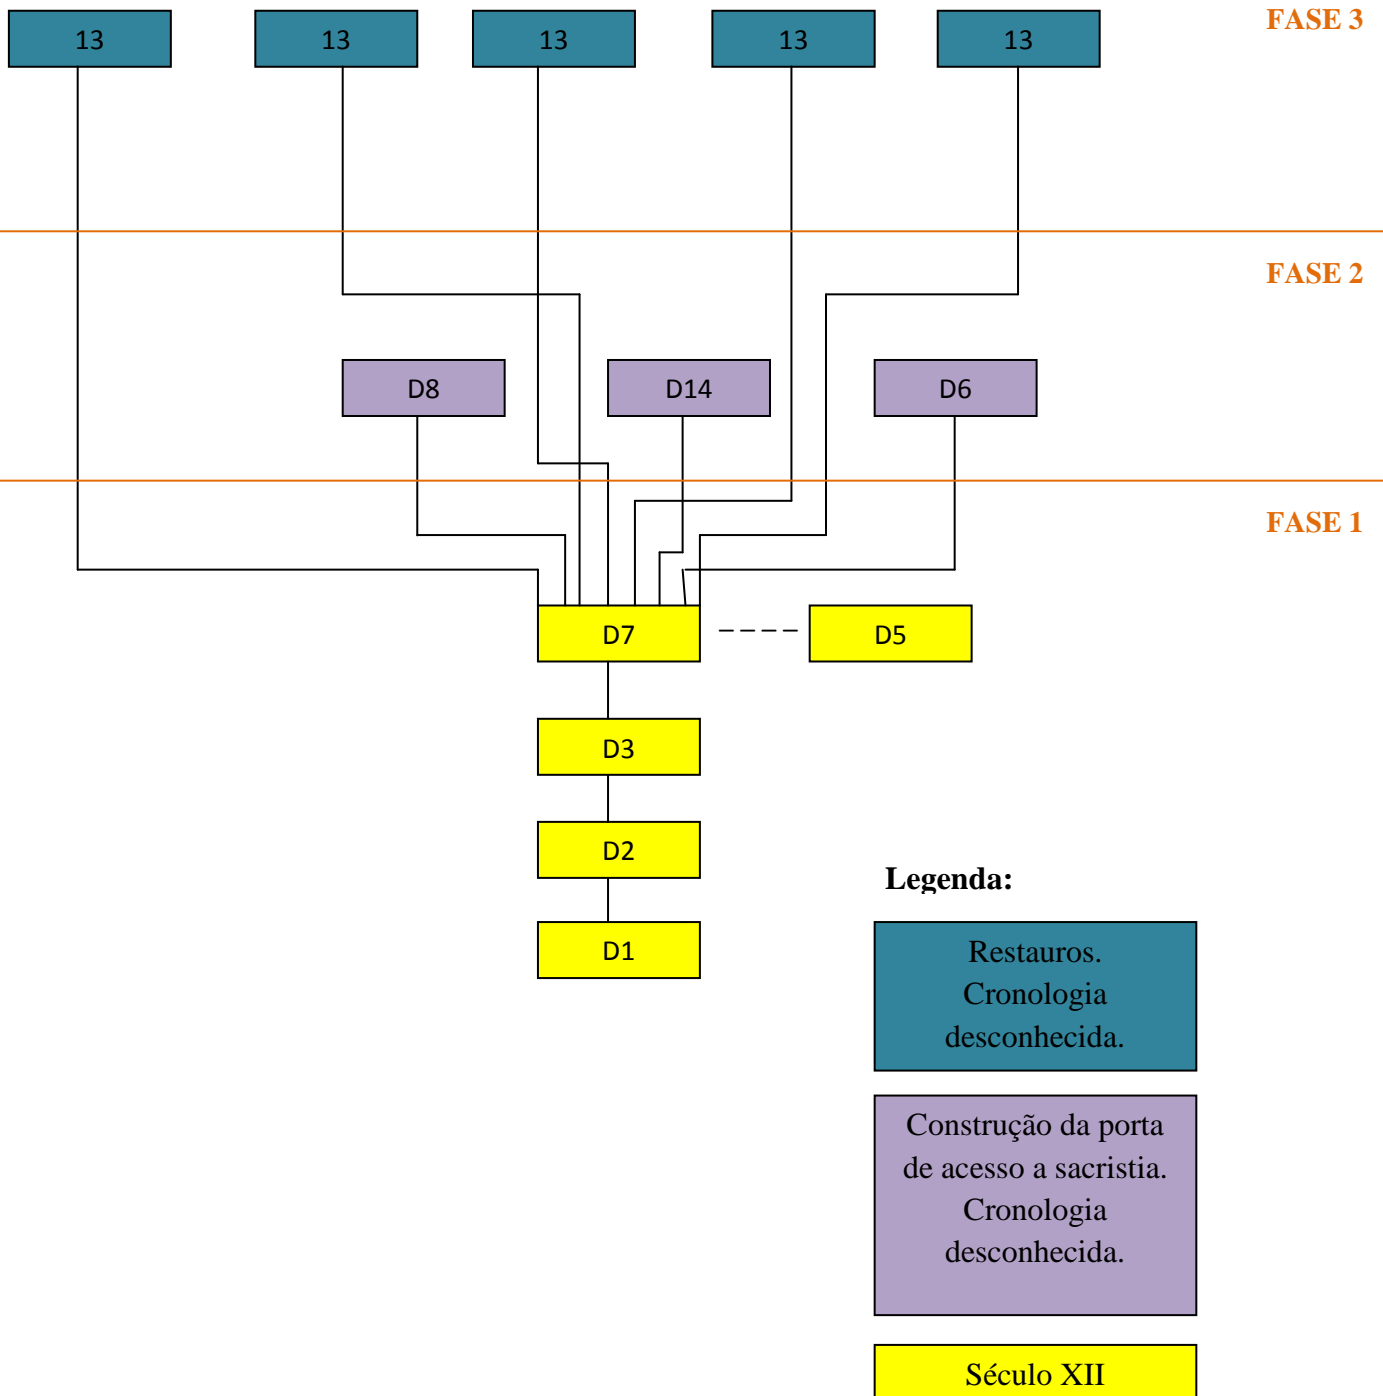 FASE 3
13
13
13
13
13
FASE 2
D8
D14
D6
FASE 1
D7
D5
D3
D2
D1
Legenda:
Restauros.
Cronologia
desconhecida.
Construção da porta
de acesso a sacristia.
Cronologia
desconhecida.
Século XII